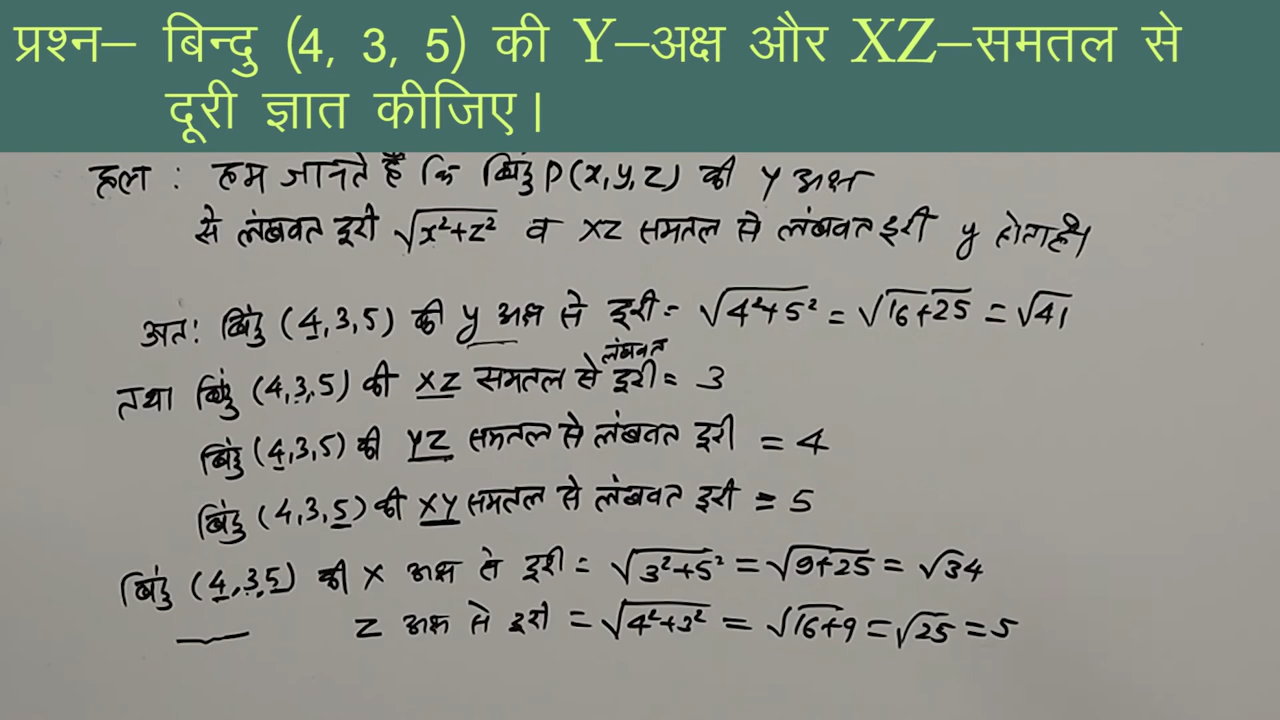 प्रश्न– बिन्दु (4, 3, 5) की Y–अक्ष और XZ–समतल से
दूरी ज्ञात कीजिए।
हल : हम जानते हैं कि बिंदु P(x,y,z) की y अक्ष
से लंबवत दूरी √x²+z² व XZ समतल से लंबवत दूरी y होता है।
अतः बिंदु (4,3,5) की y अक्ष से दूरी = √4²+5² = √16+25 = √41
तथा बिंदु (4,3,5) की XZ समतल से लंबवत दूरी = 3
बिंदु (4,3,5) की YZ समतल से लंबवत दूरी = 4
बिंदु (4,3,5) की XY समतल से लंबवत दूरी = 5
बिंदु (4,3,5) की X अक्ष से दूरी = √3²+5² = √9+25 = √34
Z अक्ष से दूरी = √4²+3² = √16+9 = √25 = 5